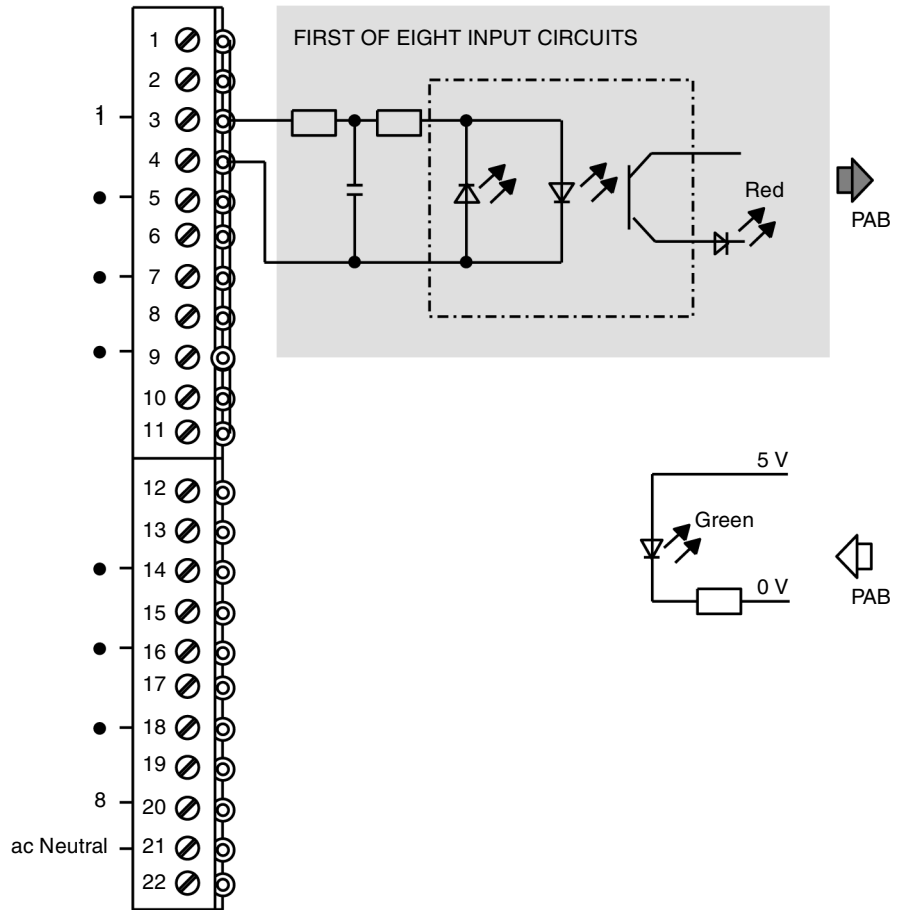 FIRST OF EIGHT INPUT CIRCUITS
1
2
1 3
4
● 5
6
● 7
8
● 9
10
11
Red
PAB
12
13
● 14
15
● 16
17
● 18
19
8 20
ac Neutral 21
22
5 V
Green
0 V
PAB